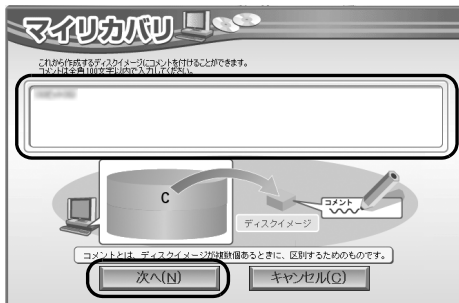 マイリカバリ
これから作成するディスクイメージにコメントを付けることができます。
コメントは全角100文字以内で入力してください。
C
コメント
ディスクイメージ
コメントとは、ディスクイメージが複数個あるときに、区別するためのものです。
次へ(N)
キャンセル(C)